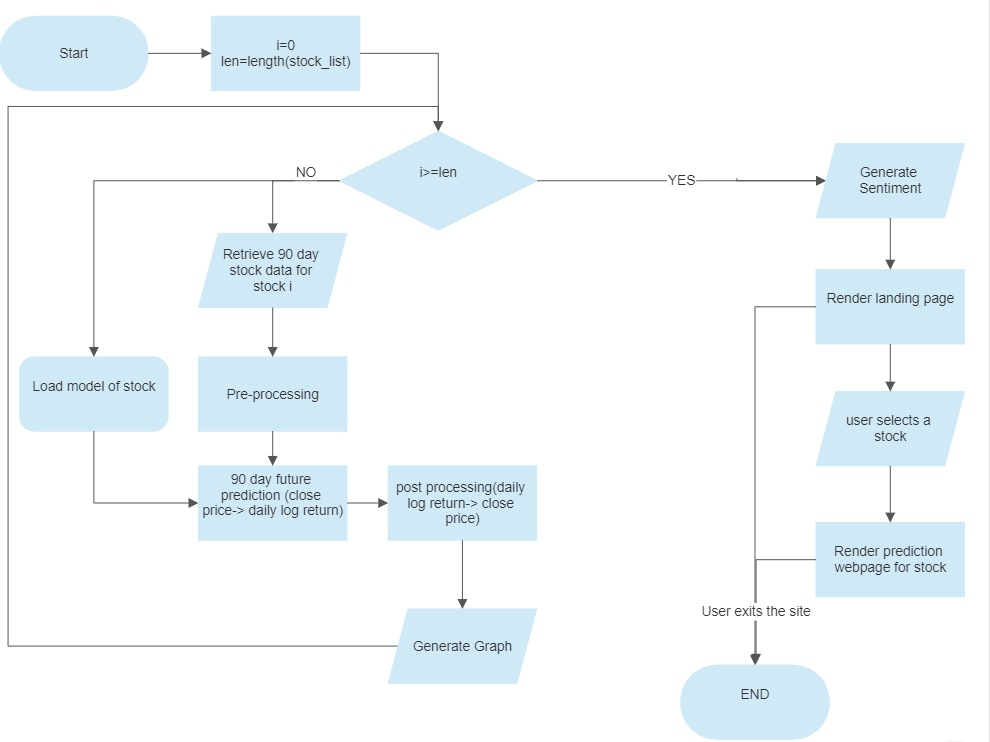 Start
i=0
len=length(stock_list)
i>=len
NO
YES
Generate
Sentiment
Retrieve 90 day
stock data for
stock i
Render landing page
Load model of stock
Pre-processing
user selects a
stock
90 day future
prediction (close
price-> daily log return)
post processing(daily
log return-> close
price)
Render prediction
webpage for stock
User exits the site
Generate Graph
END